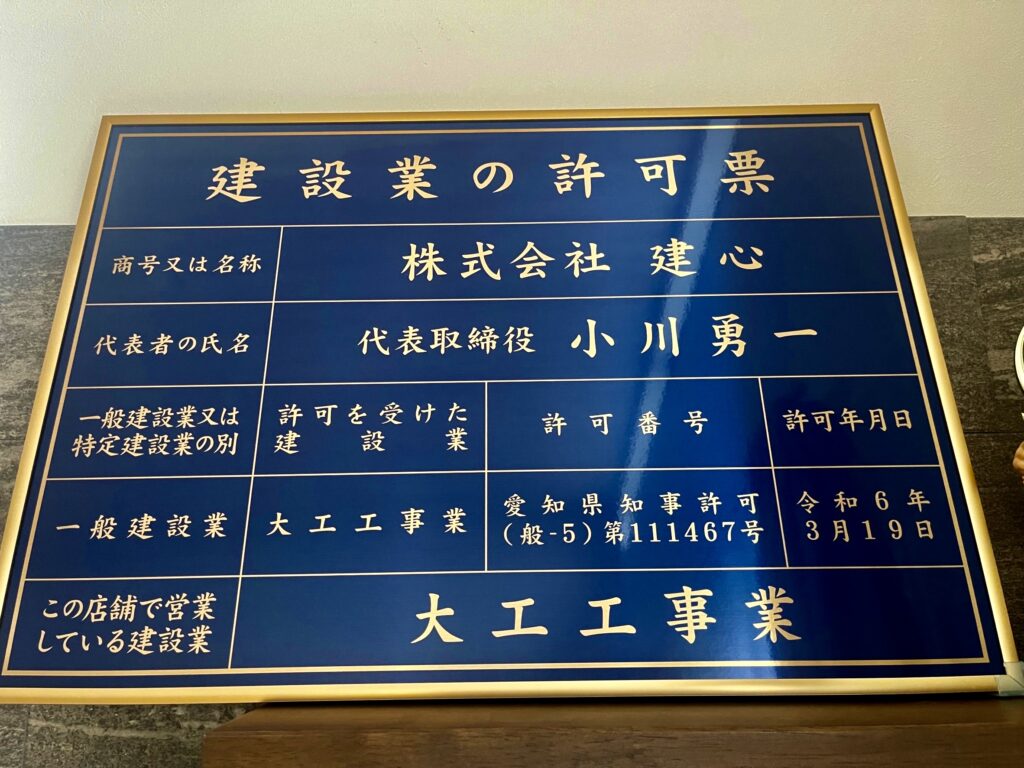 建設業の許可票
商号又は名称
株式会社 建心
代表者の氏名
代表取締役 小川勇一
一般建設業又は
特定建設業の別
許可を受けた
建設業
許可番号
許可年月日
一般建設業
大工工事業
愛知県知事許可
(般-5)第111467号
令和6年
3月19日
この店舗で営業
している建設業
大工工事業